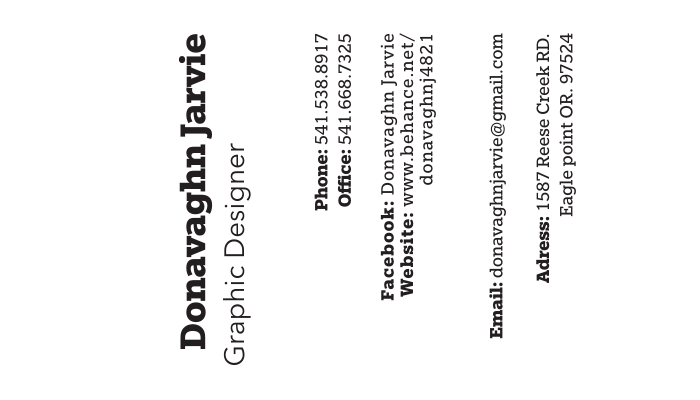 Donavaghn Jarvie
Graphic Designer
Phone: 541.538.8917
Office: 541.668.7325
Facebook: Donavaghn Jarvie
Website: www.behance.net/
donavaghnj4821
Email: donavaghnjarvie@gmail.com
Adress: 1587 Reese Creek RD.
Eagle point OR. 97524